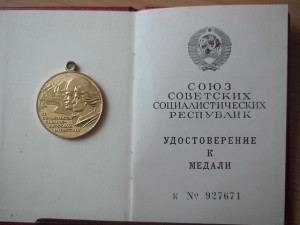 СОЮЗ
СОВЕТСКИХ
СОЦИАЛИСТИЧЕСКИХ
РЕСПУБЛИК
УДОСТОВЕРЕНИЕ
К
МЕДАЛИ
К № 927671